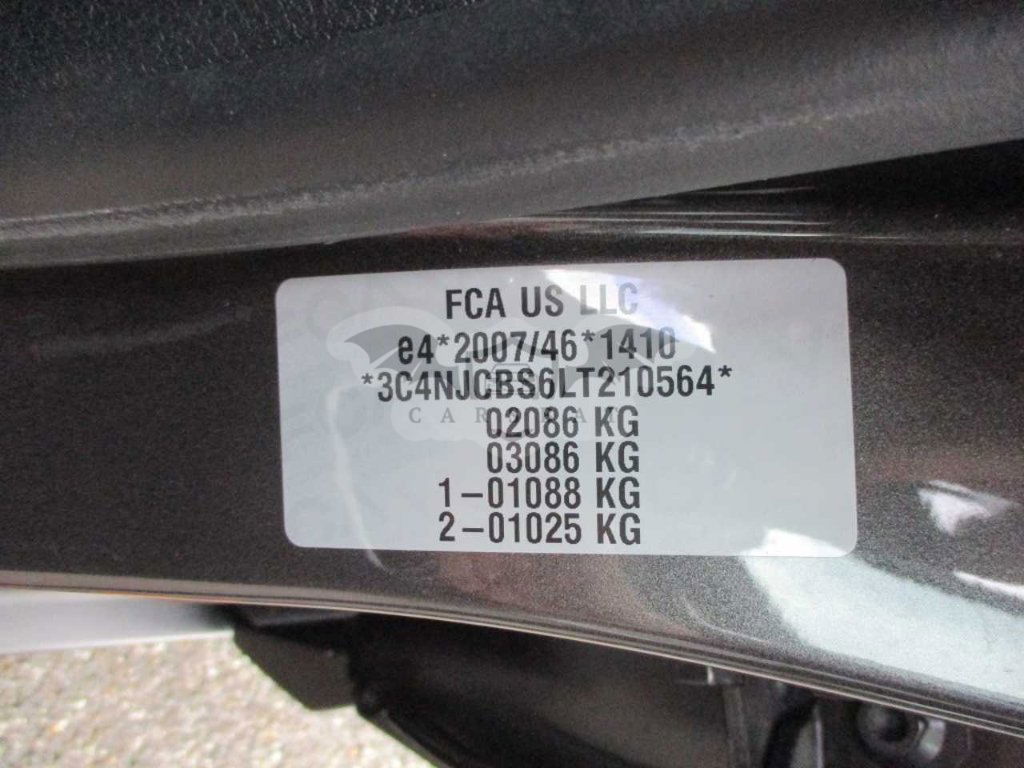 FCA US LLC
e4*2007/46*1410
*3C4NJCBS6LT210564*
02086 KG
03086 KG
1-01088 KG
2-01025 KG